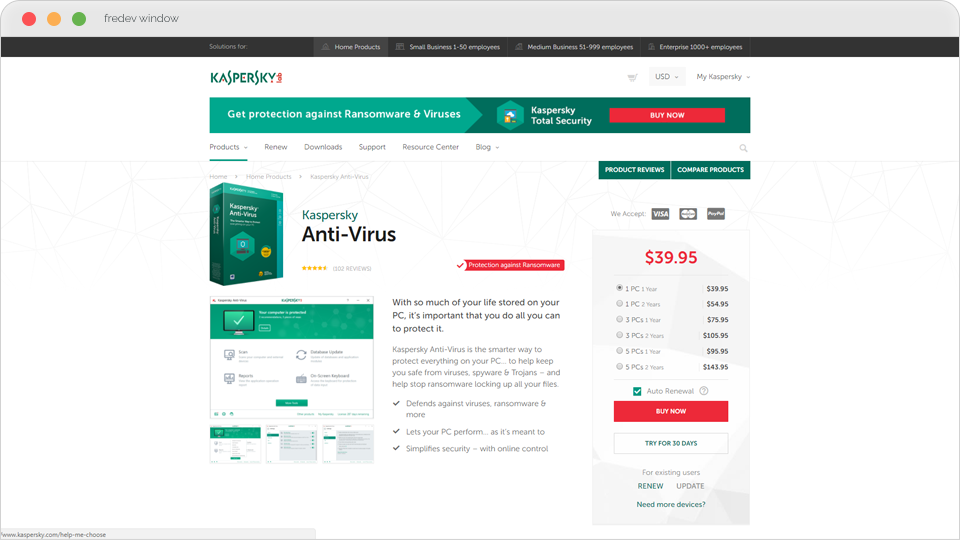 fredev window
Solutions for:
Home Products
Small Business 1-50 employees
Medium Business 51-999 employees
Enterprise 1000+ employees
KASPERSKY lab
USD
My Kaspersky
Get protection against Ransomware & Viruses
Kaspersky
Total Security
BUY NOW
Products
Renew
Downloads
Support
Resource Center
Blog
Home
Home Products
Kaspersky Anti-Virus
PRODUCT REVIEWS
COMPARE PRODUCTS
Kaspersky
Anti-Virus
Kaspersky
Anti-Virus
(102 REVIEWS)
Protection against Ransomware
We Accept:
VISA
PayPal
Kaspersky Anti-Virus
KASPERSKY
Your computer is protected
Scan
Database Update
Reports
On-Screen Keyboard
With so much of your life stored on your
PC, it's important that you do all you can
to protect it.
Kaspersky Anti-Virus is the smarter way to
protect everything on your PC... to help keep
you safe from viruses, spyware & Trojans – and
help stop ransomware locking up all your files.
Defends against viruses, ransomware &
more
Lets your PC perform... as it's meant to
Simplifies security – with online control
$39.95
1 PC 1 Year $39.95
1 PC 2 Years $54.95
3 PCs 1 Year $75.95
3 PCs 2 Years $105.95
5 PCs 1 Year $95.95
5 PCs 2 Years $143.95
Auto Renewal
BUY NOW
TRY FOR 30 DAYS
For existing users
RENEW
UPDATE
Need more devices?
/www.kaspersky.com/help-me-choose